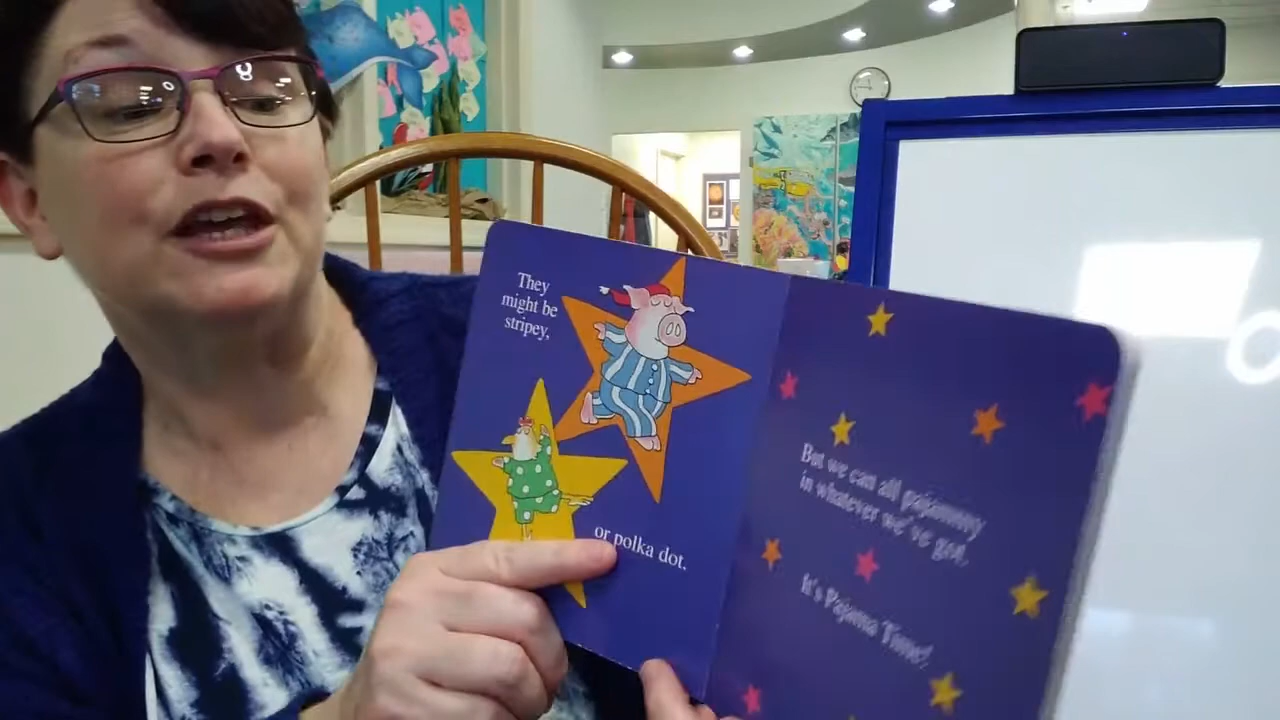 They
might be
stripey,
or polka dot.
But we can all pajammy
in whatever we've got.
It's Pajama Time!